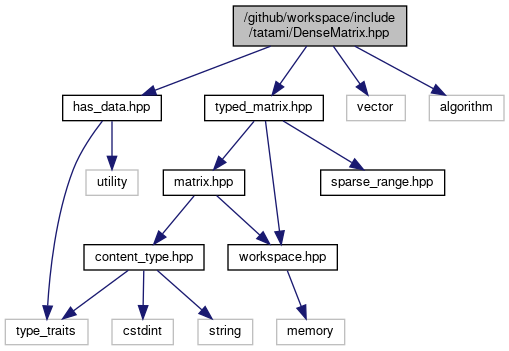 /github/workspace/include
/tatami/DenseMatrix.hpp
has_data.hpp
typed_matrix.hpp
vector
algorithm
utility
matrix.hpp
sparse_range.hpp
content_type.hpp
workspace.hpp
type_traits
cstdint
string
memory